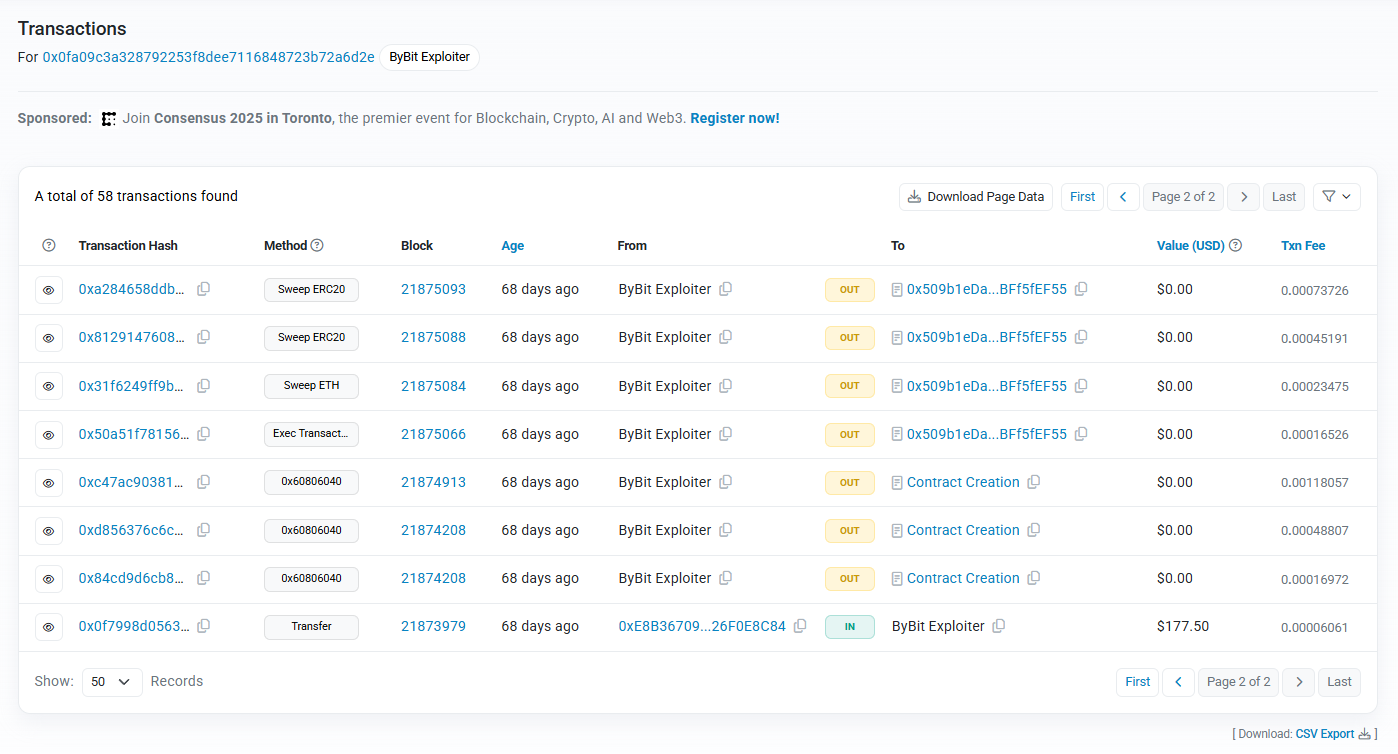 Transactions
For 0x0fa09c3a328792253f8dee7116848723b72a6d2e ByBit Exploiter
Sponsored: Join Consensus 2025 in Toronto, the premier event for Blockchain, Crypto, AI and Web3. Register now!
A total of 58 transactions found Download Page Data First Page 2 of 2 Last
Transaction Hash Method Block Age From To Value (USD) Txn Fee
0xa284658ddb... Sweep ERC20 21875093 68 days ago ByBit Exploiter OUT 0x509b1eDa...BFf5fEF55 $0.00 0.00073726
0x8129147608... Sweep ERC20 21875088 68 days ago ByBit Exploiter OUT 0x509b1eDa...BFf5fEF55 $0.00 0.00045191
0x31f6249ff9b... Sweep ETH 21875084 68 days ago ByBit Exploiter OUT 0x509b1eDa...BFf5fEF55 $0.00 0.00023475
0x50a51f78156... Exec Transact... 21875066 68 days ago ByBit Exploiter OUT 0x509b1eDa...BFf5fEF55 $0.00 0.00016526
0xc47ac90381... 0x60806040 21874913 68 days ago ByBit Exploiter OUT Contract Creation $0.00 0.00118057
0xd856376c6c... 0x60806040 21874208 68 days ago ByBit Exploiter OUT Contract Creation $0.00 0.00048807
0x84cd9d6cb8... 0x60806040 21874208 68 days ago ByBit Exploiter OUT Contract Creation $0.00 0.00016972
0x0f7998d0563... Transfer 21873979 68 days ago 0xE8B36709...26F0E8C84 IN ByBit Exploiter $177.50 0.00006061
Show: 50 Records First Page 2 of 2 Last
[ Download: CSV Export ]